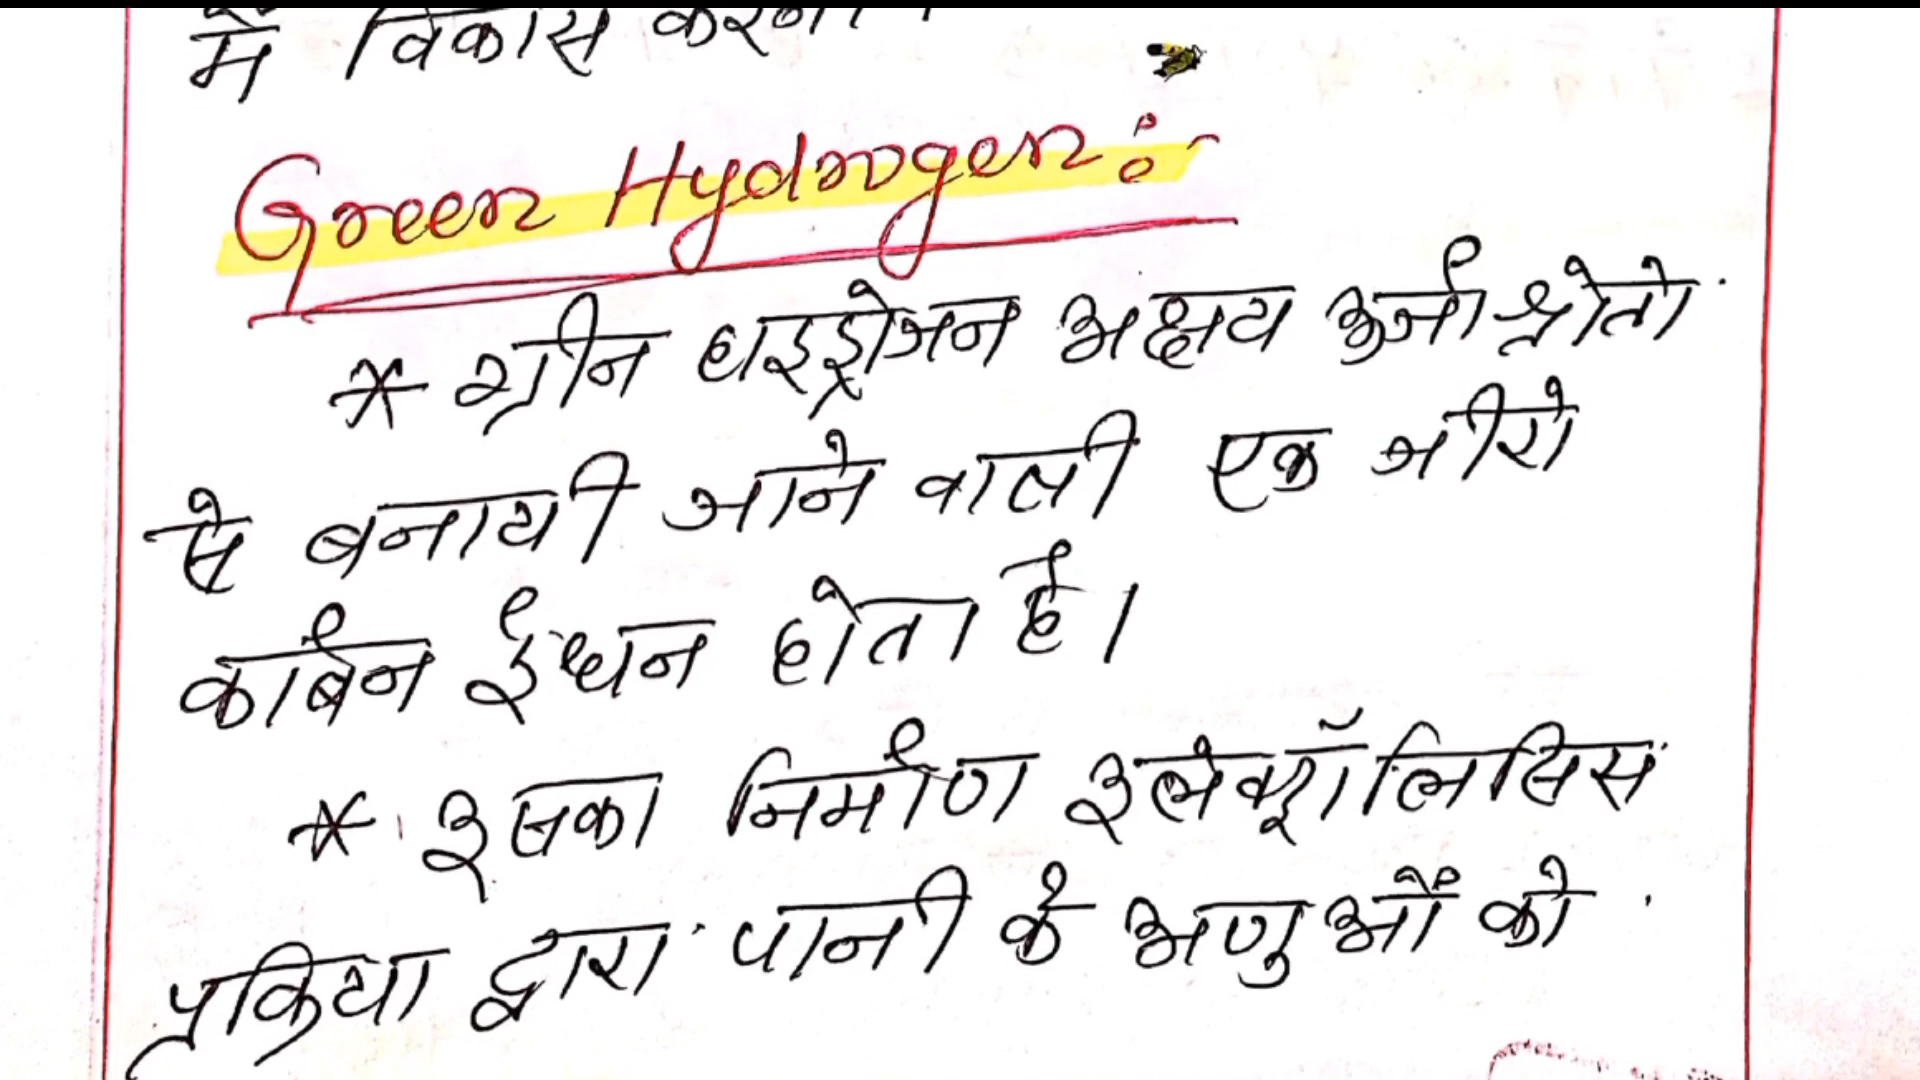 में विकास करना ।
Green Hydrogen :-
* ग्रीन हाइड्रोजन अक्षय ऊर्जा श्रोतो
से बनायी जाने वाली एक जीरो
कार्बन ईंधन होता है।
* इसका निर्माण इलेक्ट्रॉलिसिस
प्रक्रिया द्वारा पानी के अणुओं को